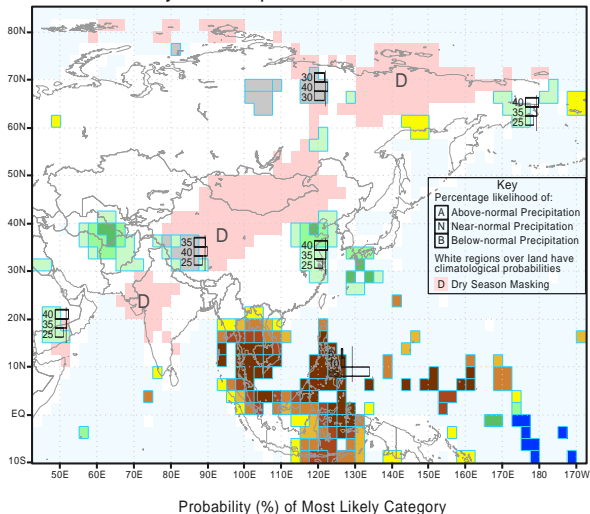 80N
70N
60N
50N
40N
30N
20N
10N
EQ
10S
50E 60E 70E 80E 90E 100E 110E 120E 130E 140E 150E 160E 170E 180 170W
30
40
30
D
40
35
25
Key
Percentage likelihood of:
A Above-normal Precipitation
N Near-normal Precipitation
B Below-normal Precipitation
White regions over land have
climatological probabilities
D Dry Season Masking
35
40
25
D
40
35
25
D
40
35
25
Probability (%) of Most Likely Category